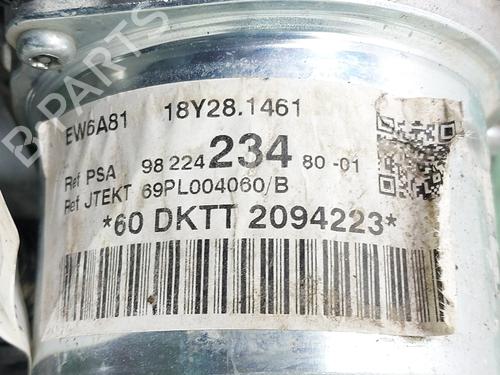 B-PARTS
EW6A81 18Y28.1461
Ref PSA 98 224 234 80-01
Ref JTEKT 69PL004060/B
*60 DKTT 2094223*